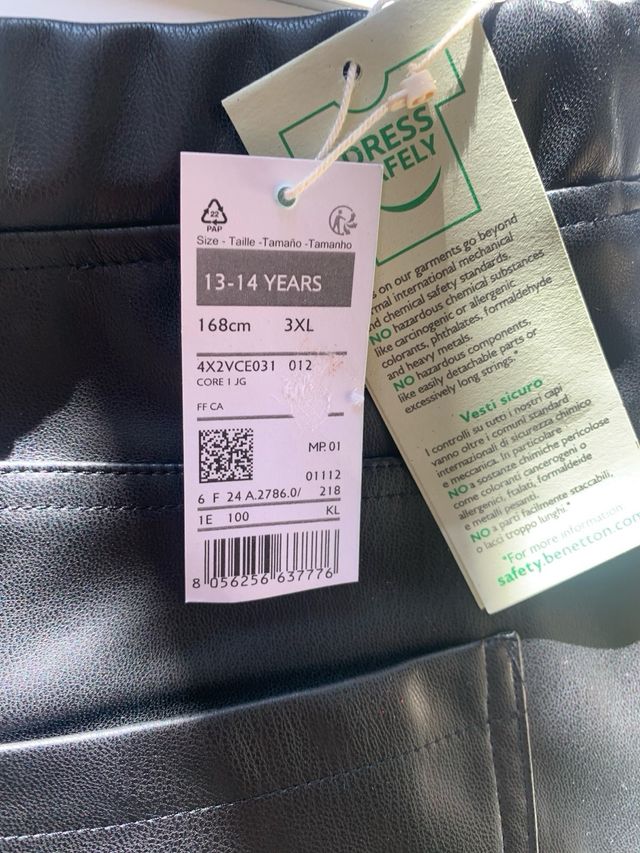 22
PAP
Size - Taille -Tamaño -Tamanho
13-14 YEARS
168cm 3XL
4X2VCE031 012
CORE 1 JG
FF CA
MP. 01
01112
6 F 24 A.2786.0/ 218
1E 100 KL
8 056256 637776
DRESS
on our garments go beyond
international mechanical
chemical safety standards.
NO hazardous chemical substances
like carcinogenic or allergenic
colorants, phthalates, formaldehyde
and heavy metals.
NO hazardous components,
like easily detachable parts or
excessively long strings.*
Vesti sicuro
I controlli su tutti i nostri capi
vanno oltre i comuni standard
internazionali di sicurezza chimica
e meccanica. In particolare
NO a sostanze chimiche pericolose
come coloranti cancerogeni o
allergenici, ftalati, formaldeide
e metalli pesanti.
NO a parti facilmente staccabili,
o lacci troppo lunghi.*
*For more information
safety.benetton.com